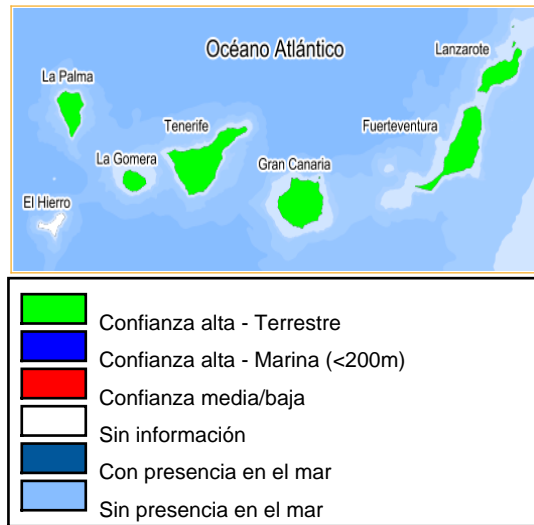 Océano Atlántico
Lanzarote
La Palma
Tenerife
Fuerteventura
La Gomera
Gran Canaria
El Hierro
Confianza alta - Terrestre
Confianza alta - Marina (<200m)
Confianza media/baja
Sin información
Con presencia en el mar
Sin presencia en el mar